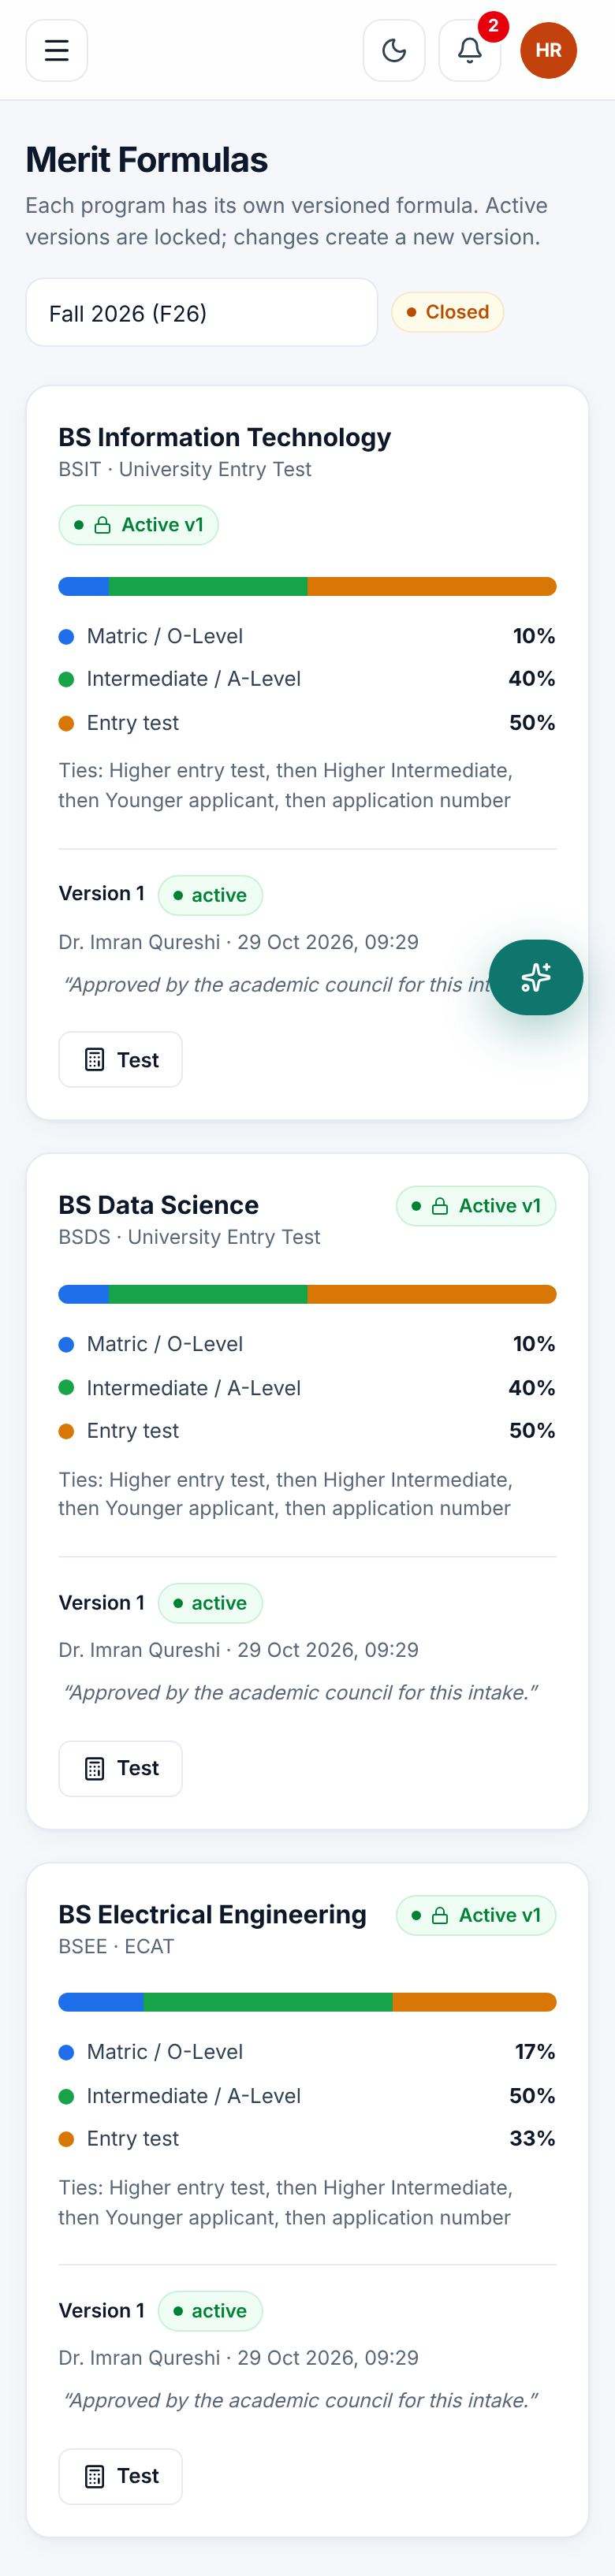 2
HR
Merit Formulas
Each program has its own versioned formula. Active
versions are locked; changes create a new version.
Fall 2026 (F26)
Closed
BS Information Technology
BSIT · University Entry Test
Active v1
Matric / O-Level 10%
Intermediate / A-Level 40%
Entry test 50%
Ties: Higher entry test, then Higher Intermediate,
then Younger applicant, then application number
Version 1 active
Dr. Imran Qureshi · 29 Oct 2026, 09:29
“Approved by the academic council for this
Test
BS Data Science Active v1
BSDS · University Entry Test
Matric / O-Level 10%
Intermediate / A-Level 40%
Entry test 50%
Ties: Higher entry test, then Higher Intermediate,
then Younger applicant, then application number
Version 1 active
Dr. Imran Qureshi · 29 Oct 2026, 09:29
“Approved by the academic council for this intake.”
Test
BS Electrical Engineering Active v1
BSEE · ECAT
Matric / O-Level 17%
Intermediate / A-Level 50%
Entry test 33%
Ties: Higher entry test, then Higher Intermediate,
then Younger applicant, then application number
Version 1 active
Dr. Imran Qureshi · 29 Oct 2026, 09:29
“Approved by the academic council for this intake.”
Test